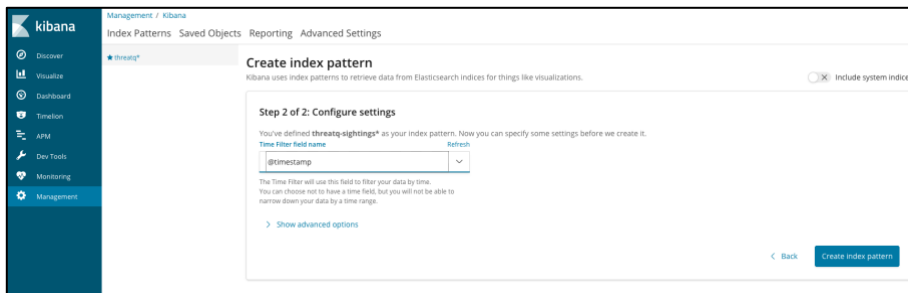 Management / Kibana
kibana
Index Patterns Saved Objects Reporting Advanced Settings
Discover
Visualize
Dashboard
Timelion
APM
Dev Tools
Monitoring
Management
★ threatq*
Create index pattern
Kibana uses index patterns to retrieve data from Elasticsearch indices for things like visualizations.
Include system indice
Step 2 of 2: Configure settings
You've defined threatq-sightings* as your index pattern. Now you can specify some settings before we create it.
Time Filter field name Refresh
@timestamp
The Time Filter will use this field to filter your data by time.
You can choose not to have a time field, but you will not be able to
narrow down your data by a time range.
> Show advanced options
< Back Create index pattern